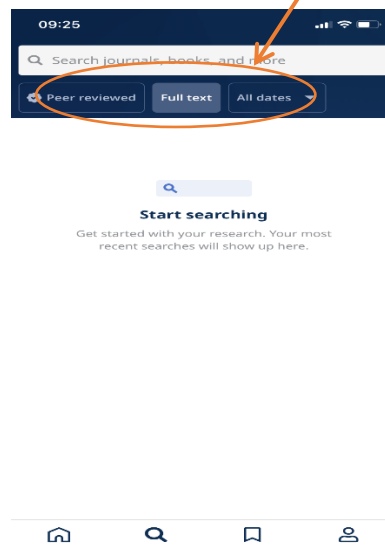 09:25
Search journals, books, and more
Peer reviewed Full text All dates
Start searching
Get started with your research. Your most
recent searches will show up here.